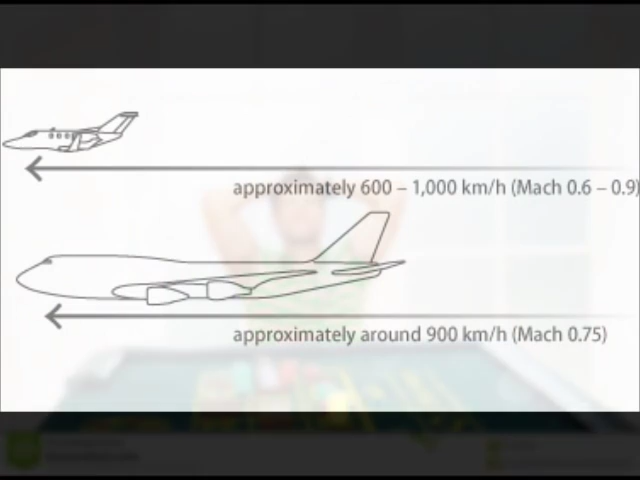 approximately 600 – 1,000 km/h (Mach 0.6 – 0.9)
approximately around 900 km/h (Mach 0.75)